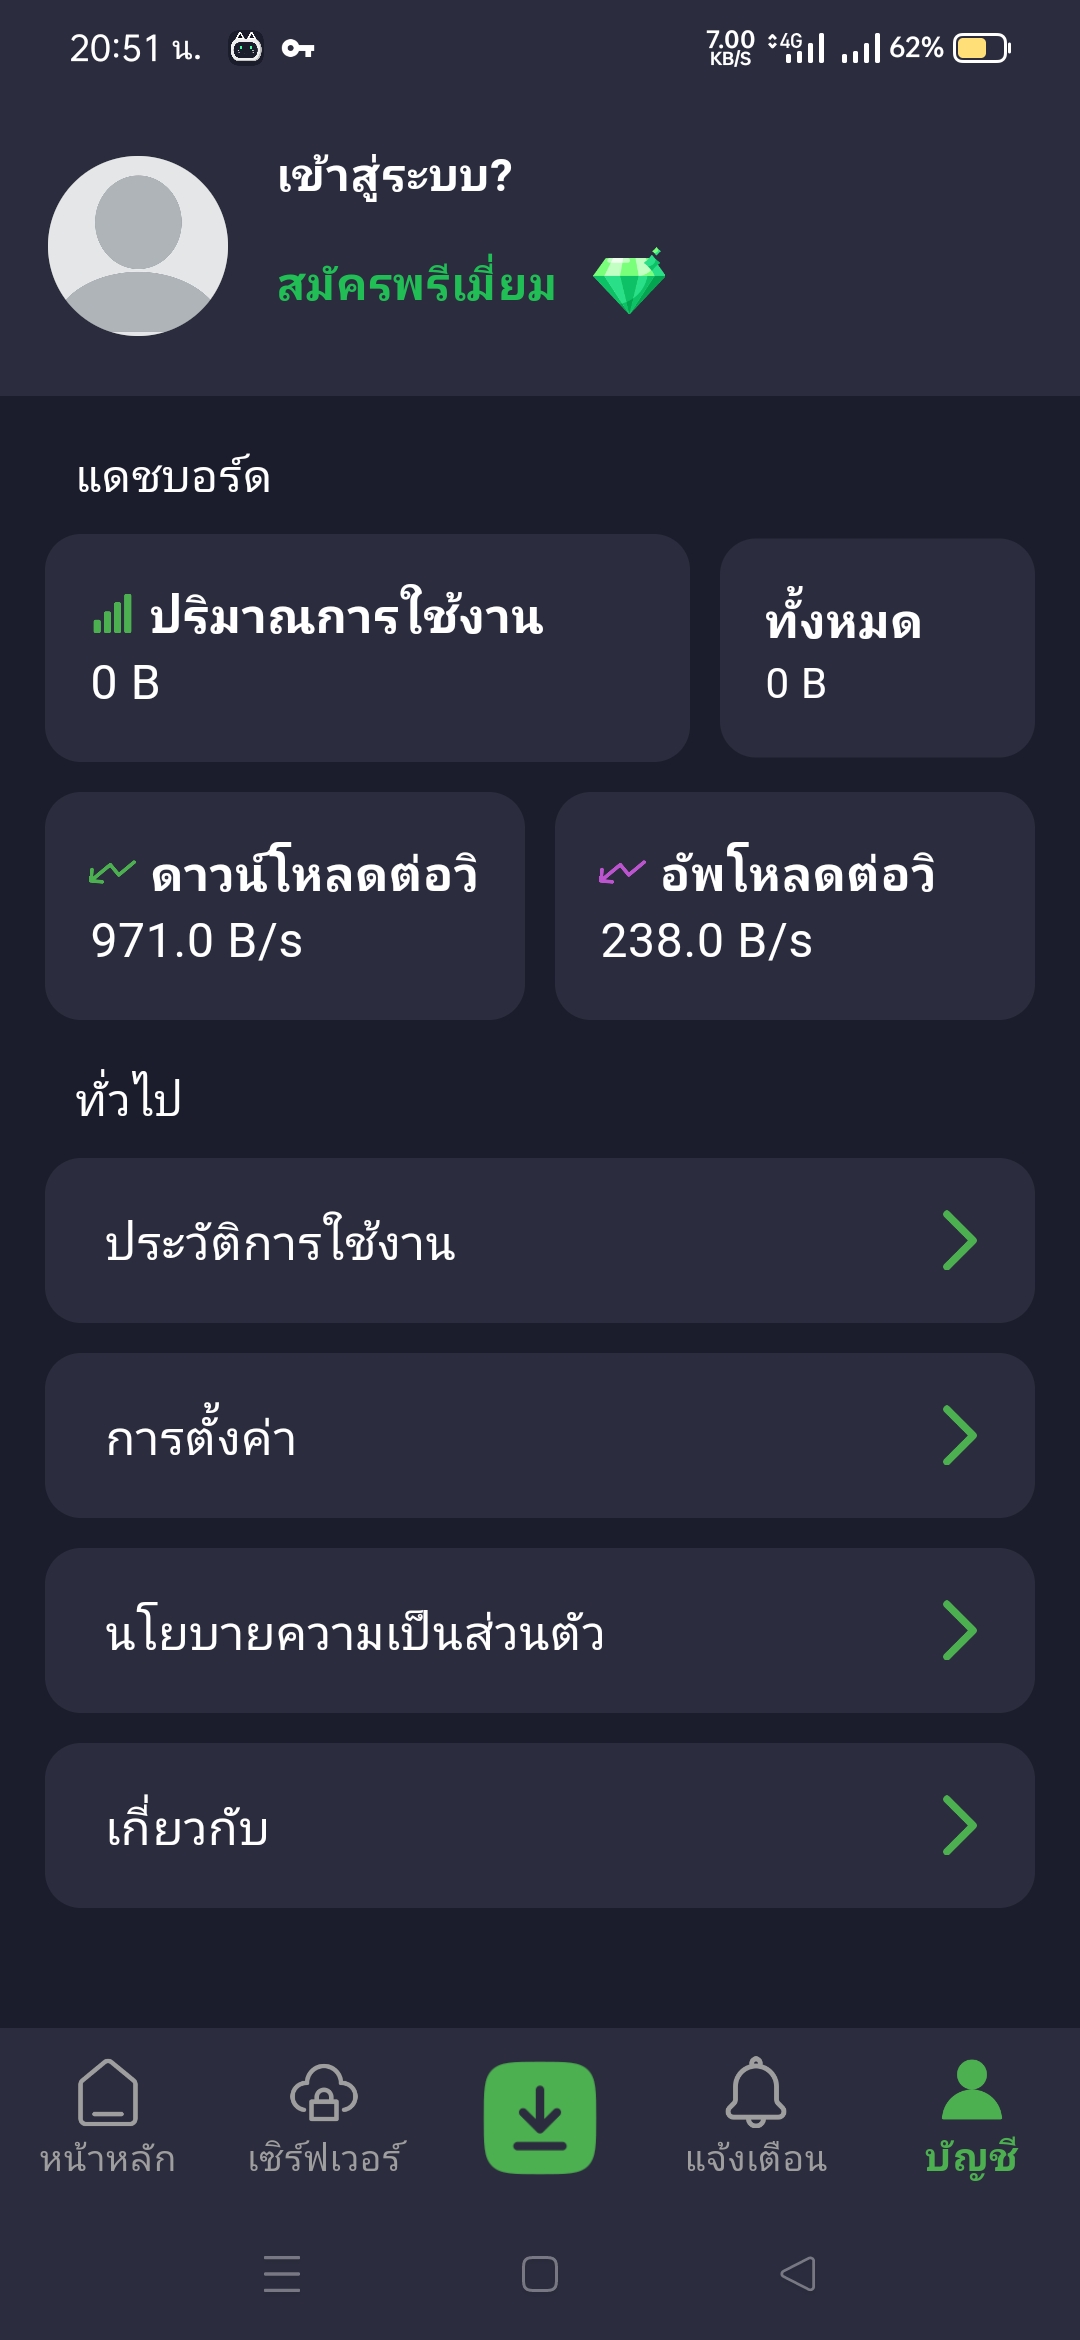 20:51 น.
7.00 KB/S 4G 62%
เข้าสู่ระบบ?
สมัครพรีเมี่ยม
แดชบอร์ด
ปริมาณการใช้งาน
0 B
ทั้งหมด
0 B
ดาวน์โหลดต่อวิ
971.0 B/s
อัพโหลดต่อวิ
238.0 B/s
ทั่วไป
ประวัติการใช้งาน
การตั้งค่า
นโยบายความเป็นส่วนตัว
เกี่ยวกับ
หน้าหลัก
เซิร์ฟเวอร์
แจ้งเตือน
บัญชี